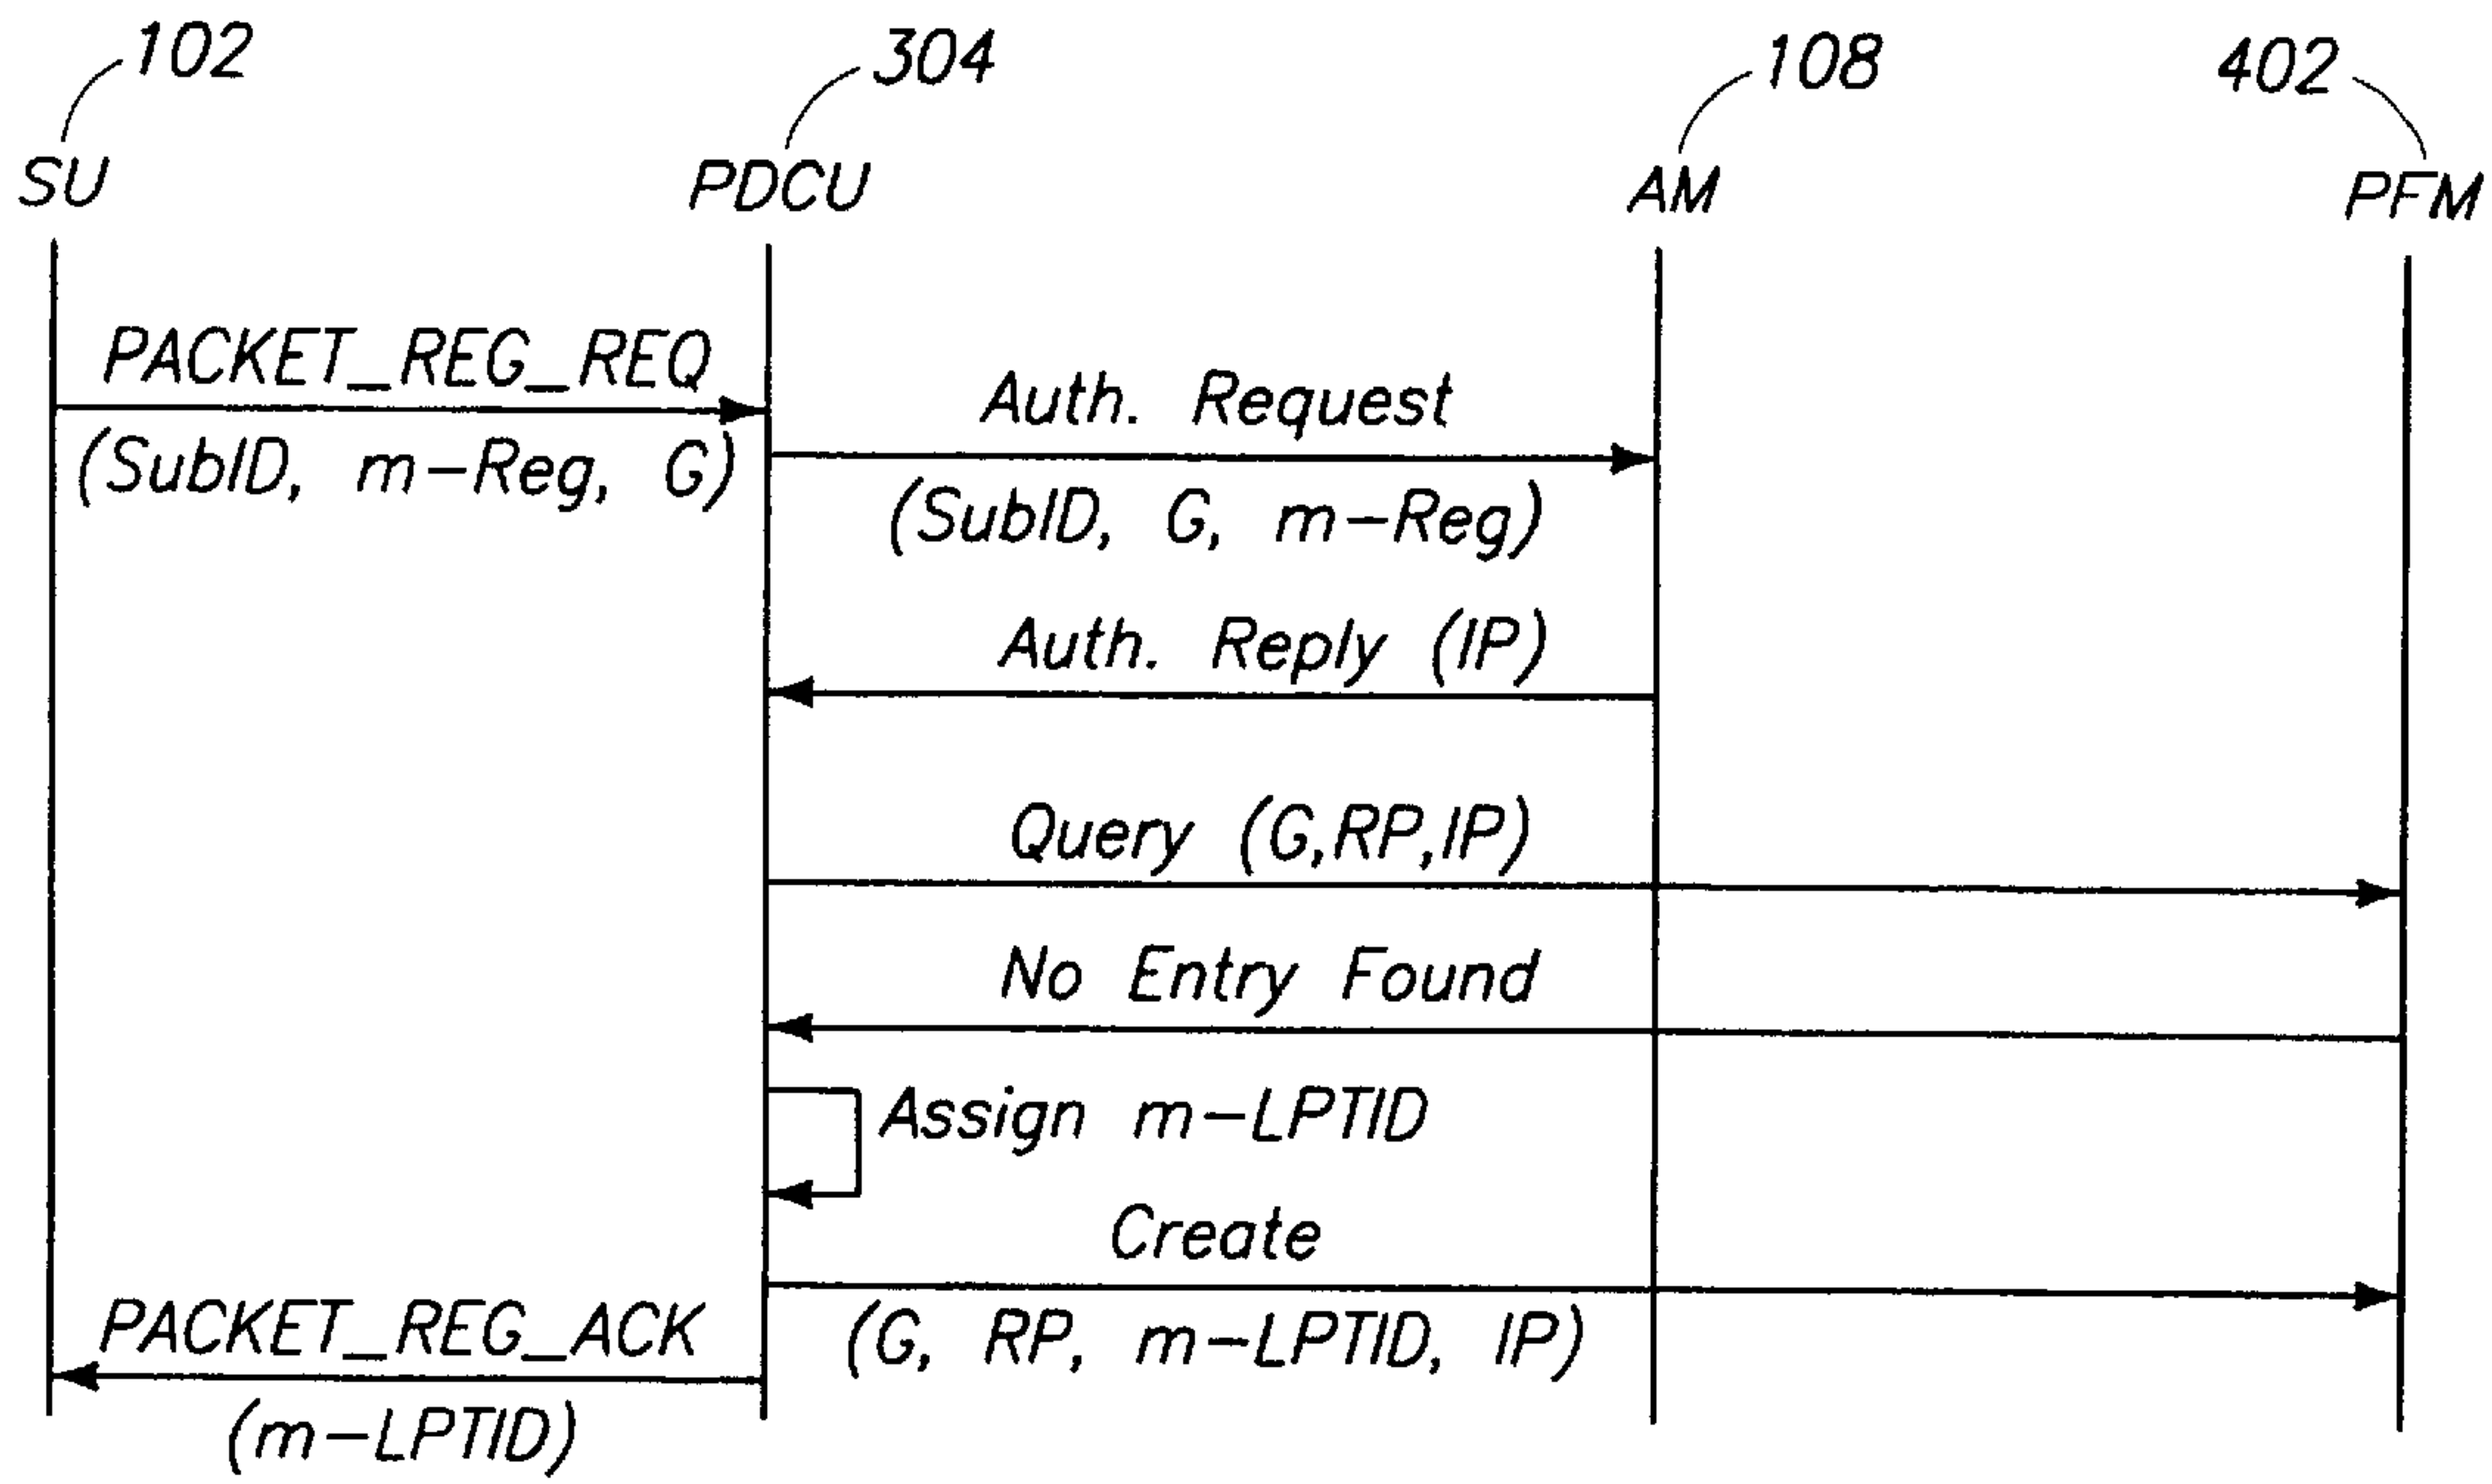 102
304
108
402
SU
PDCU
AM
PFM
PACKET_REG_REQ
(SubID, m-Reg, G)
Auth. Request
(SubID, G, m-Reg)
Auth. Reply (IP)
Query (G,RP,IP)
No Entry Found
Assign m-LPTID
Create
(G, RP, m-LPTID, IP)
PACKET_REG_ACK
(m-LPTID)